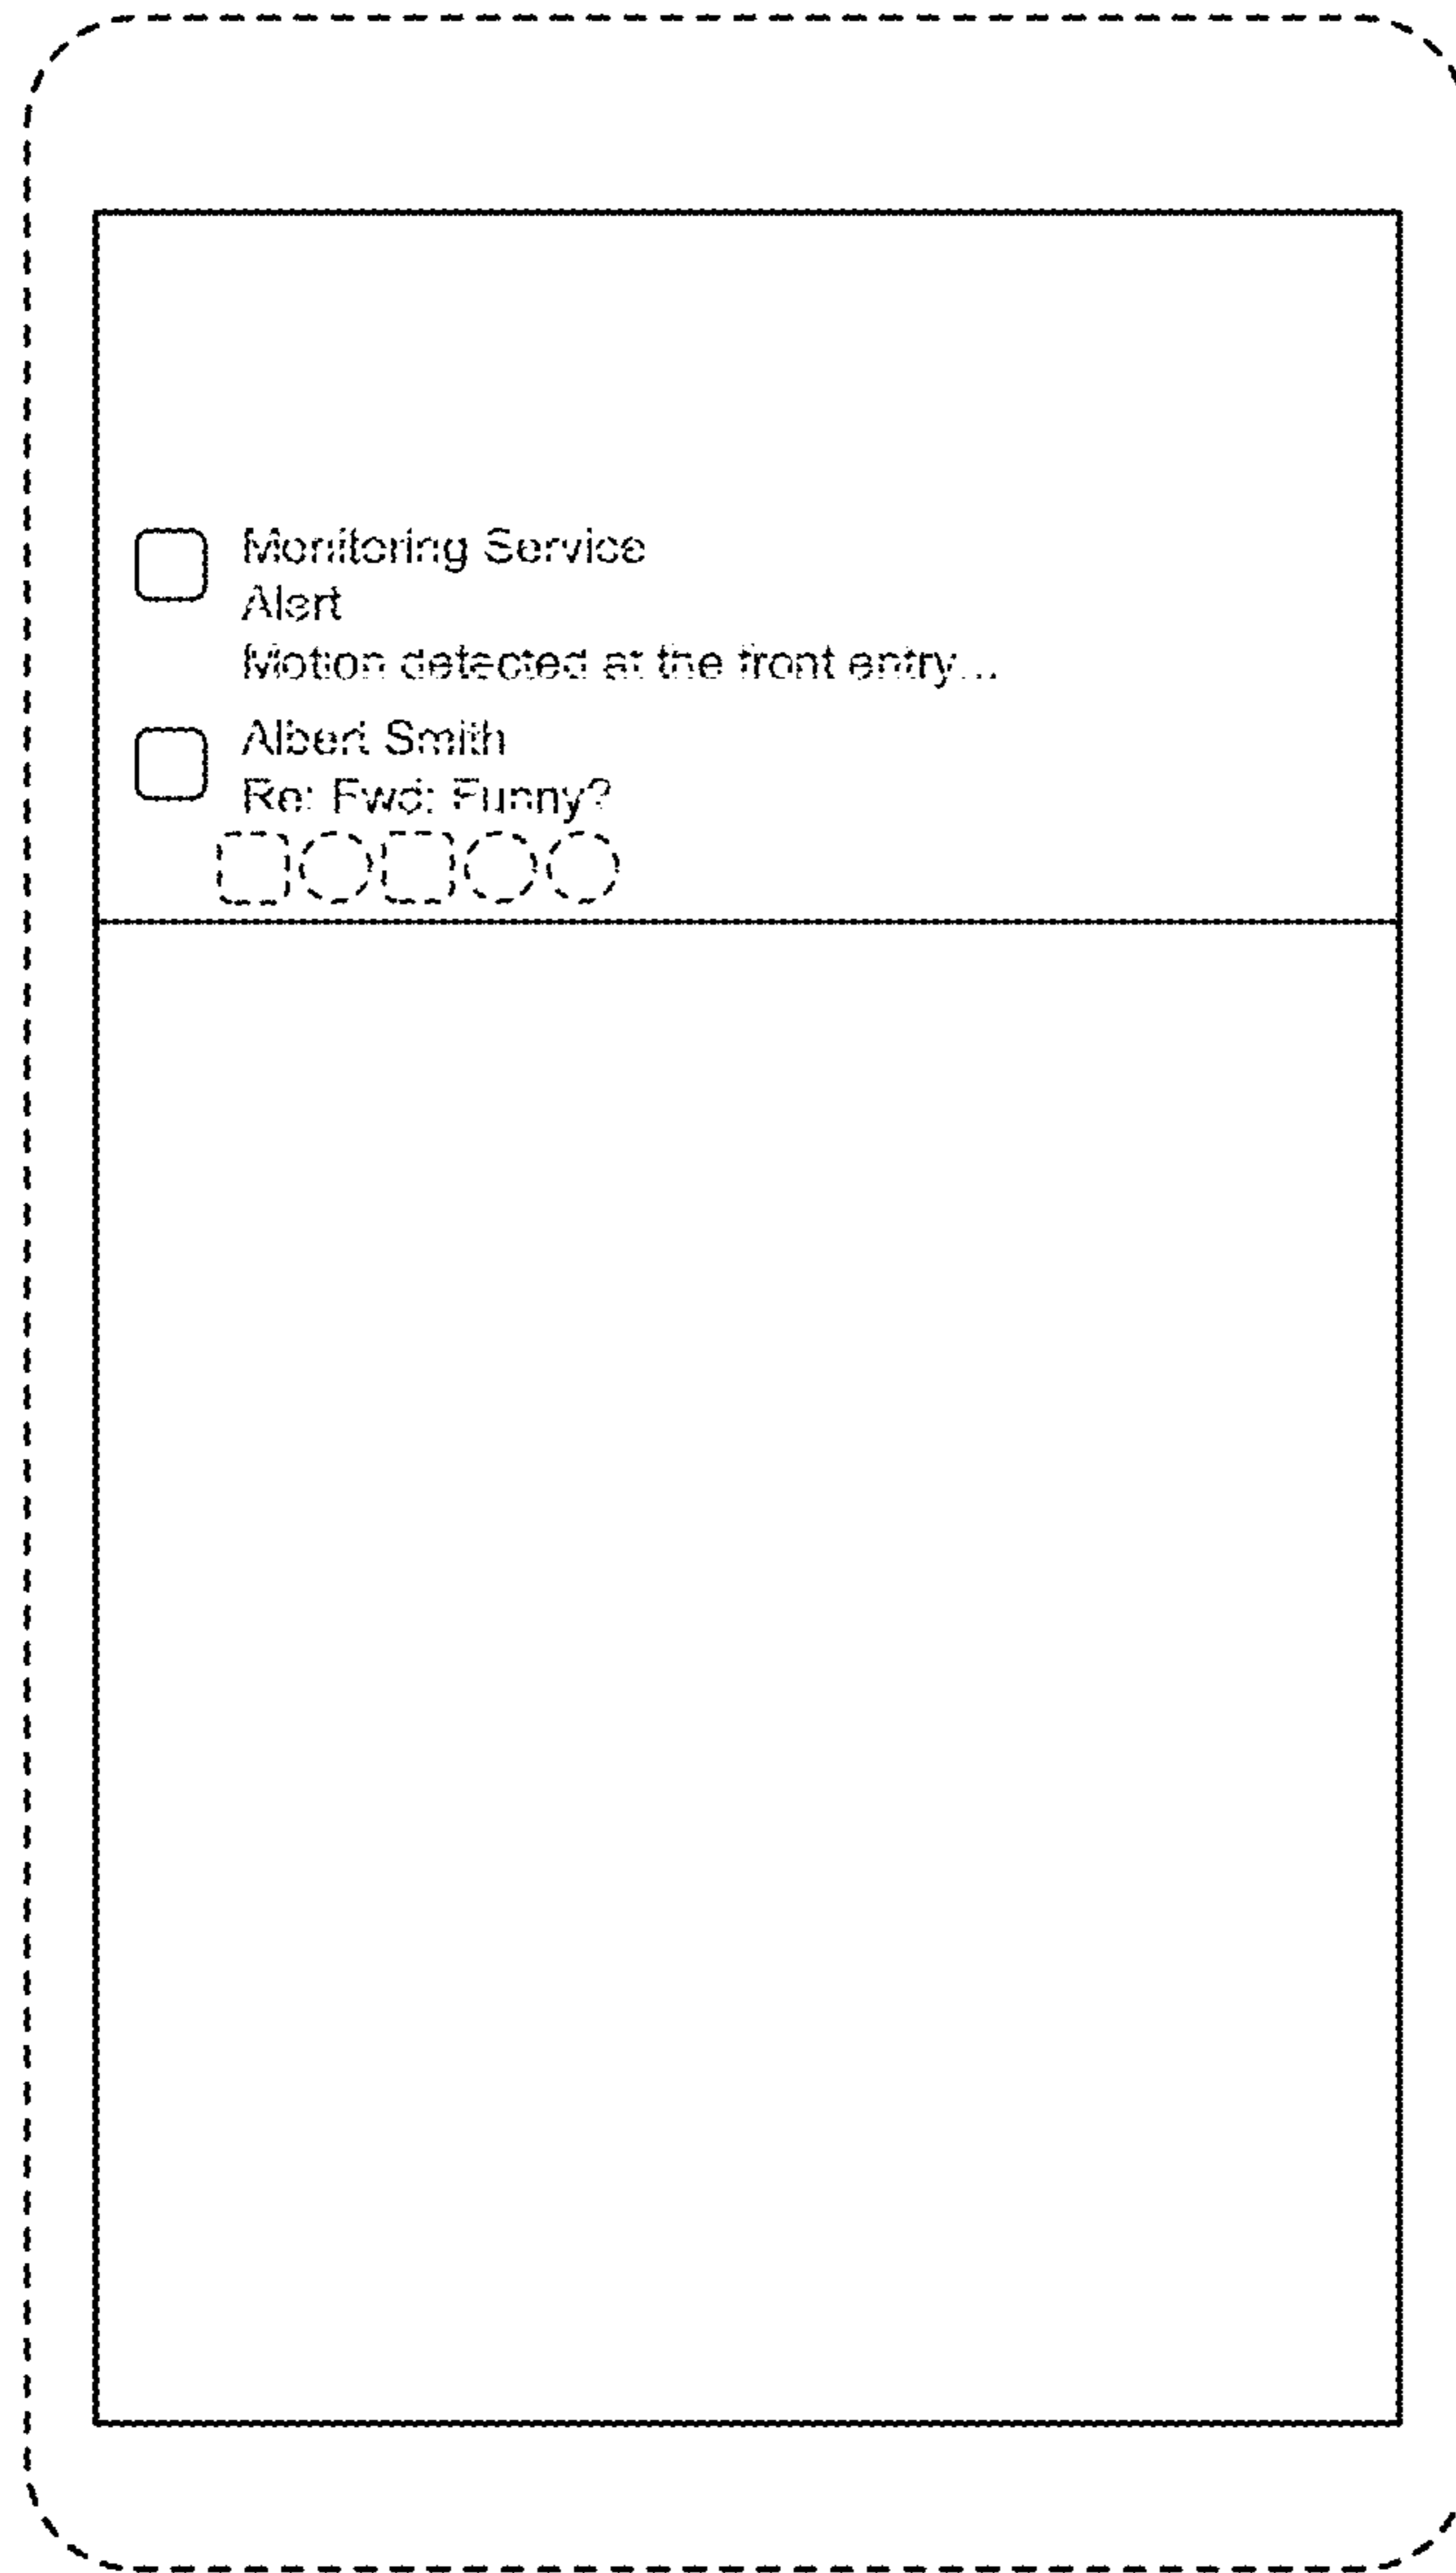 Monitoring Service
Alert
Motion detected at the front entry...
Albert Smith
Re: Fwd: Funny?